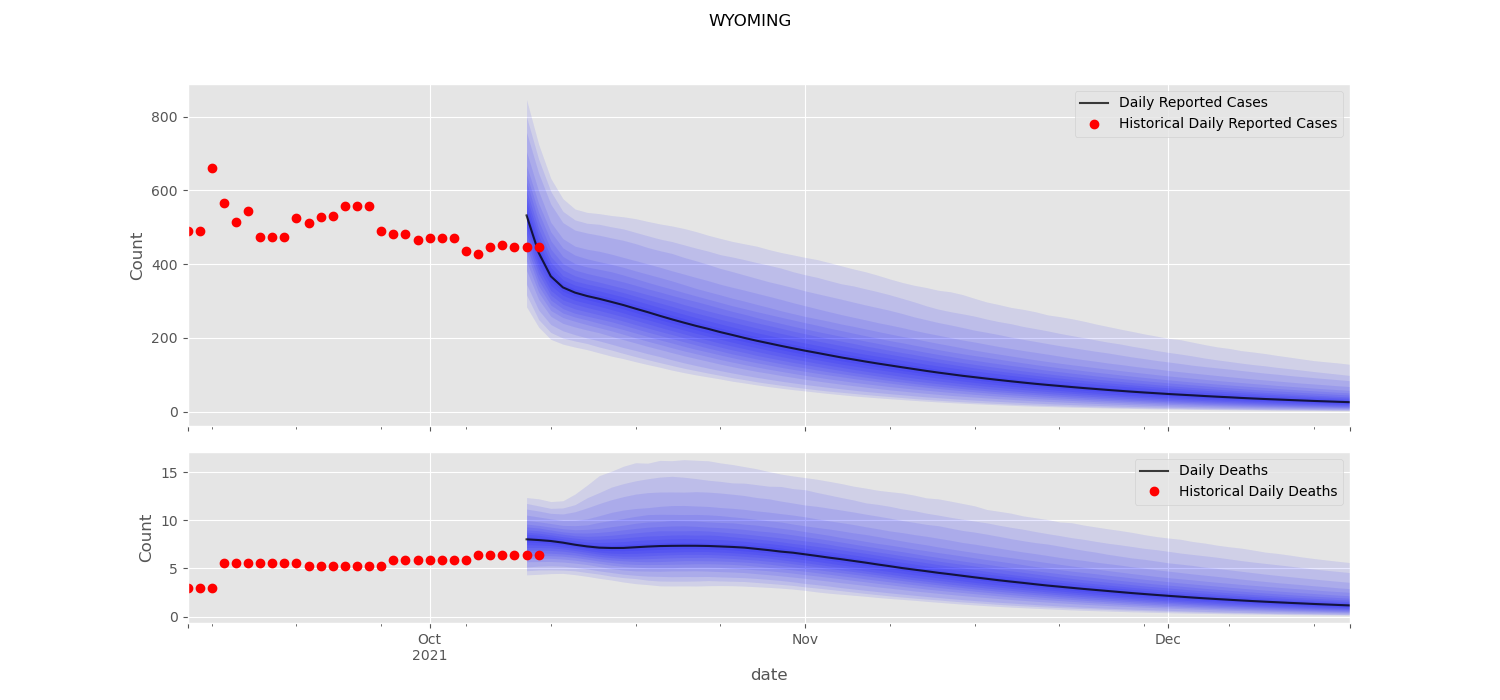 WYOMING
800
600
400
200
0
Count
Daily Reported Cases
Historical Daily Reported Cases
15
10
5
0
Count
Daily Deaths
Historical Daily Deaths
Oct
2021
Nov
Dec
date